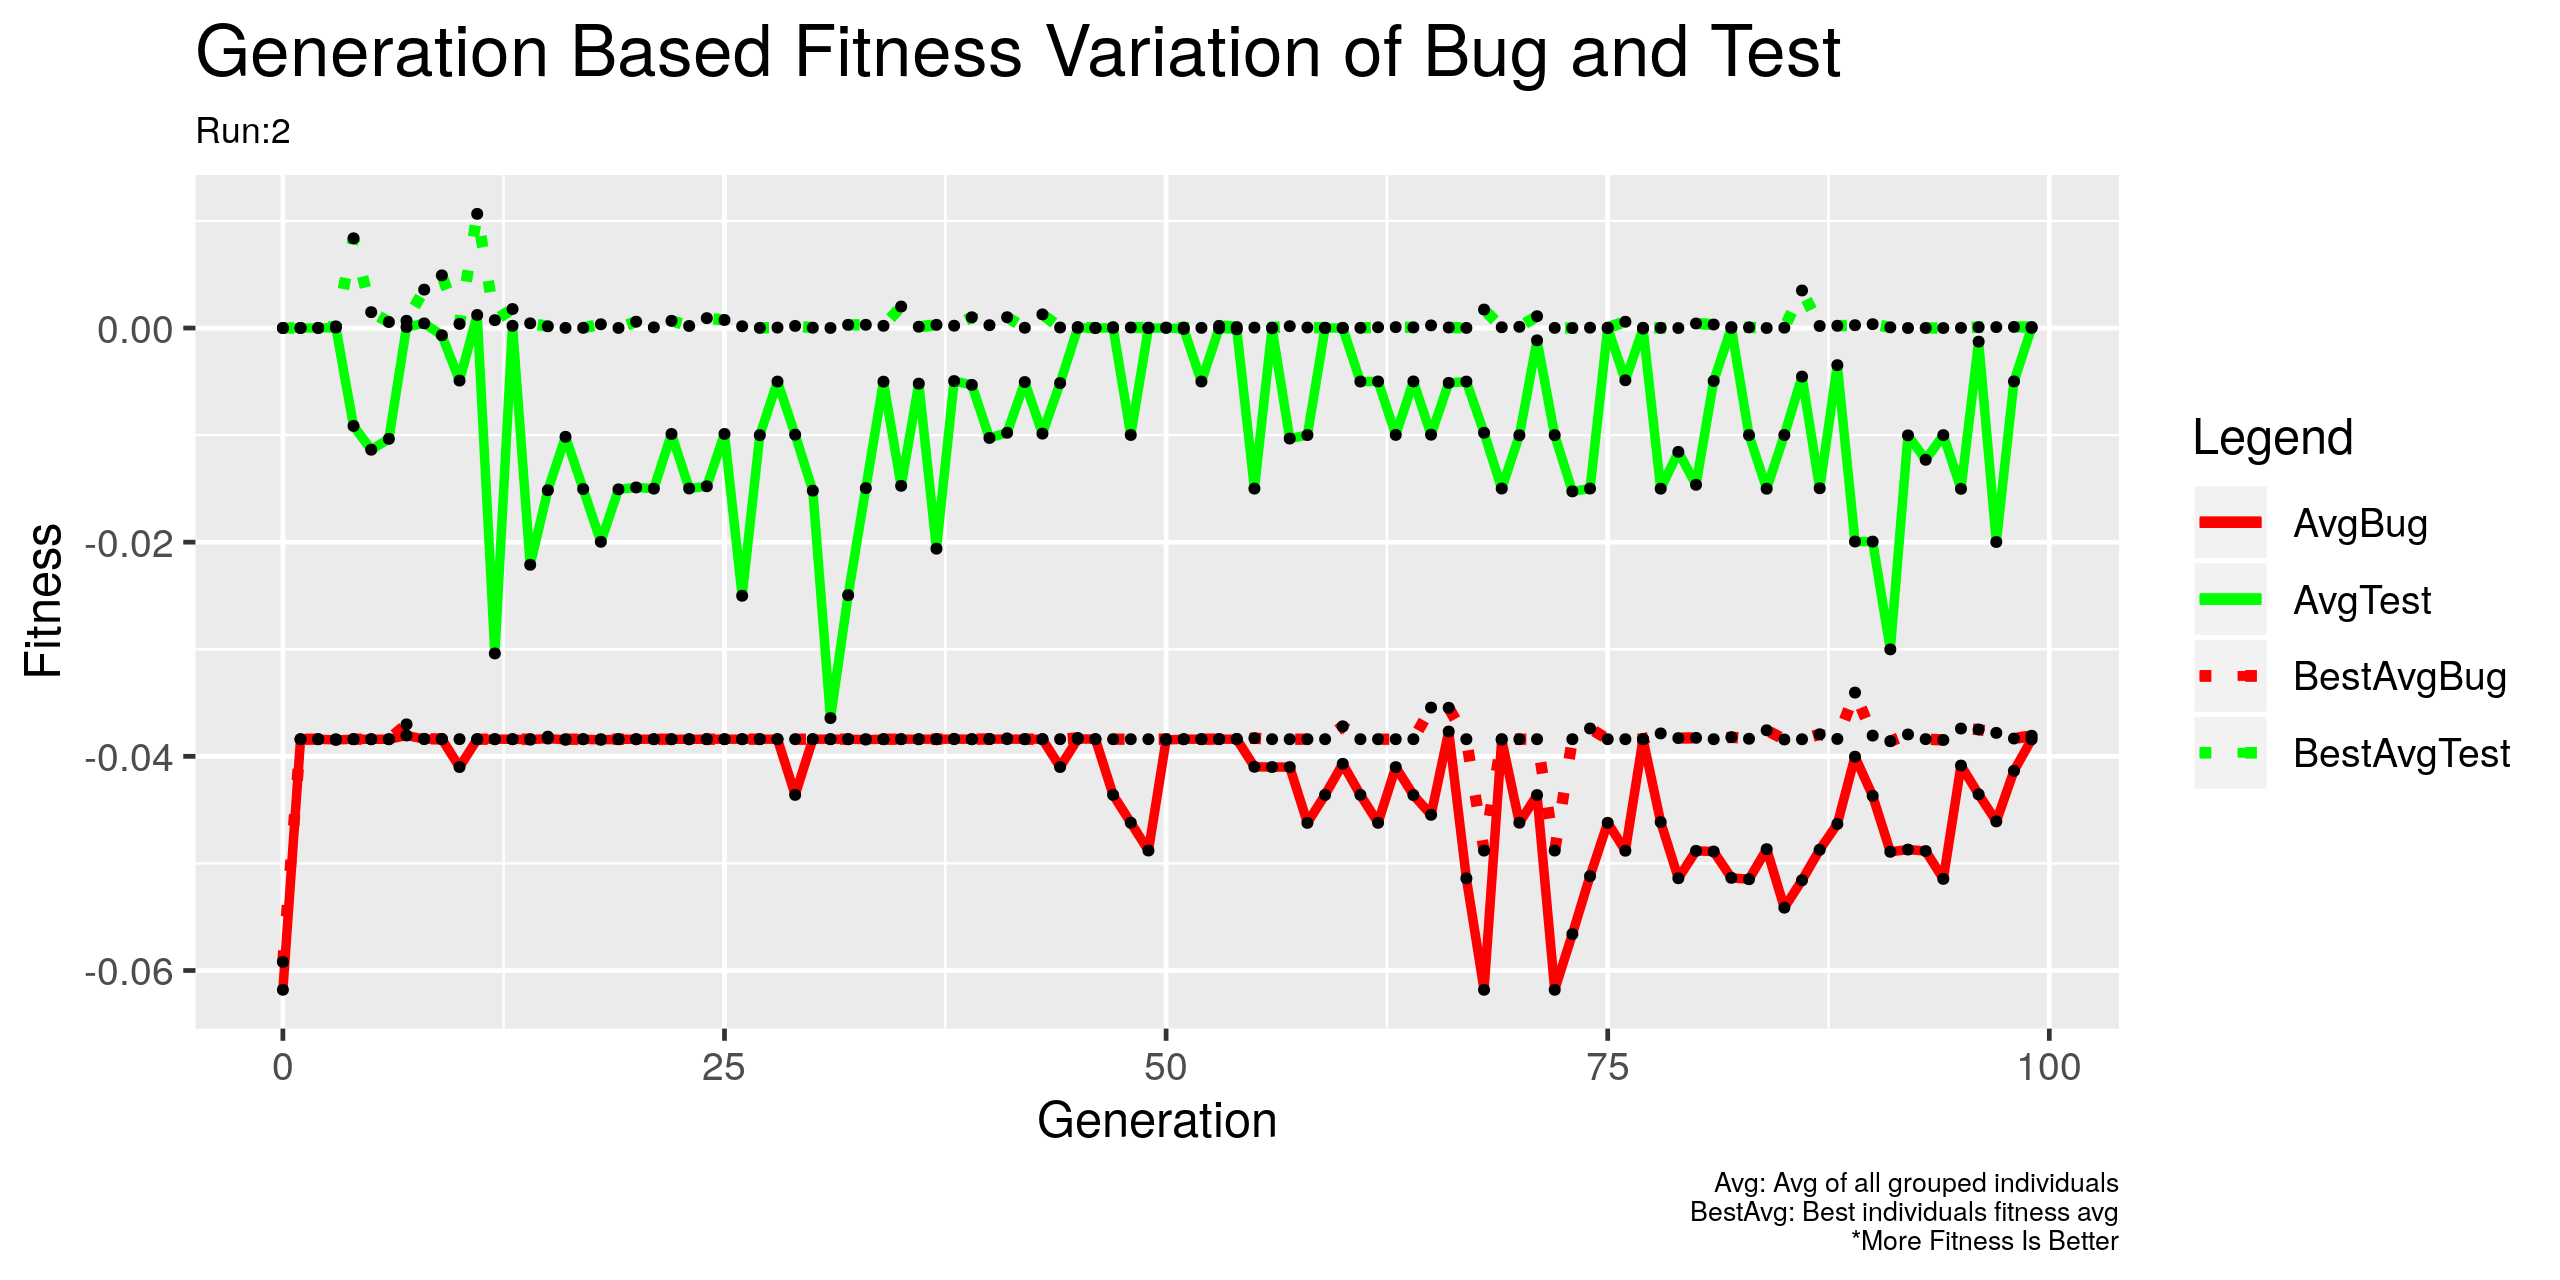 Generation Based Fitness Variation of Bug and Test
Run:2
Fitness
0.00
-0.02
-0.04
-0.06
0
25
50
75
100
Generation
Legend
AvgBug
AvgTest
BestAvgBug
BestAvgTest
Avg: Avg of all grouped individuals
BestAvg: Best individuals fitness avg
*More Fitness Is Better